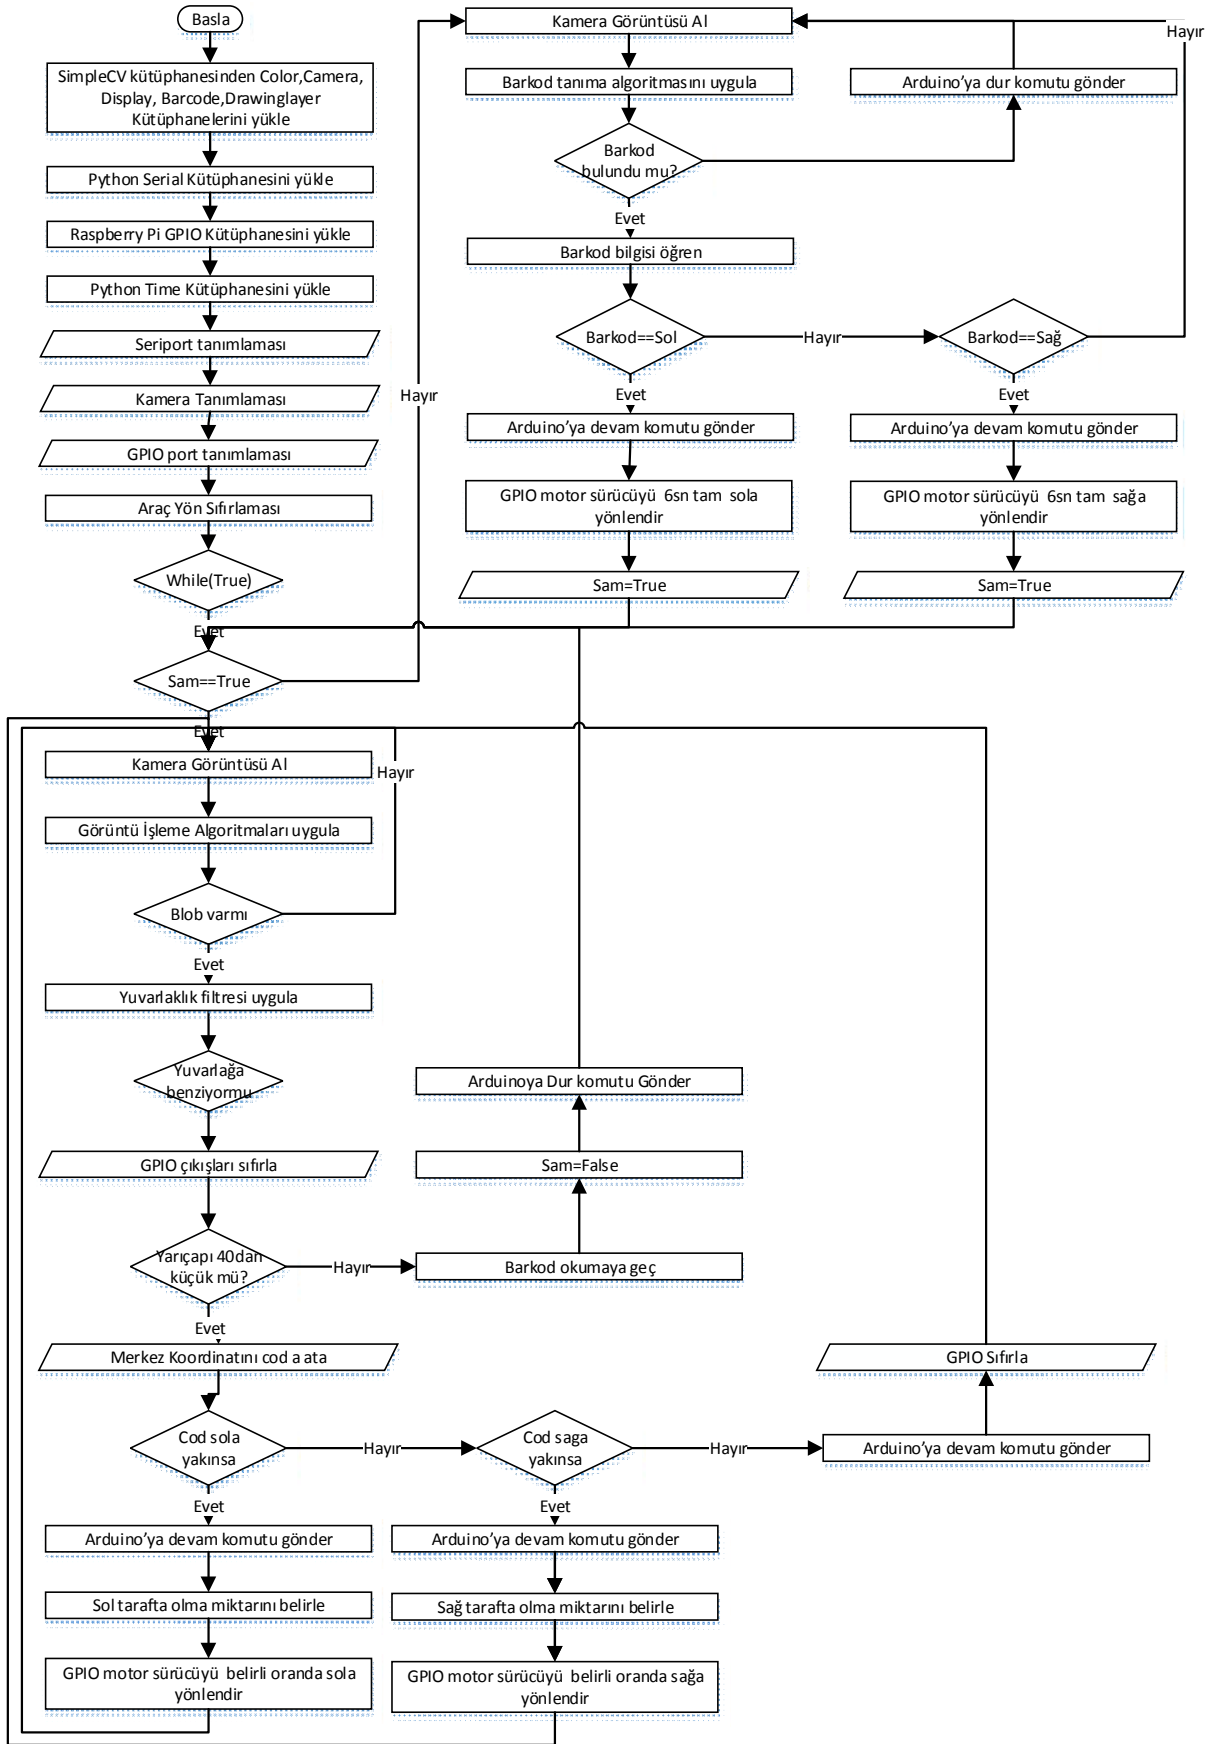 Basla
SimpleCV kütüphanesinden Color,Camera,
Display, Barcode,Drawinglayer
Kütüphanelerini yükle
Python Serial Kütüphanesini yükle
Raspberry Pi GPIO Kütüphanesini yükle
Python Time Kütüphanesini yükle
Seriport tanımlaması
Kamera Tanımlaması
GPIO port tanımlaması
Araç Yön Sıfırlaması
While(True)
Evet
Sam==True
Hayır
Evet
Kamera Görüntüsü Al
Görüntü İşleme Algoritmaları uygula
Blob varmı
Hayır
Evet
Yuvarlaklık filtresi uygula
Yuvarlağa
benziyormu
GPIO çıkışları sıfırla
Yarıçapı 40dan
küçük mü?
Hayır
Barkod okumaya geç
Sam=False
Arduinoya Dur komutu Gönder
Evet
Merkez Koordinatını cod a ata
Cod sola
yakınsa
Hayır
Cod saga
yakınsa
Hayır
Arduino'ya devam komutu gönder
GPIO Sıfırla
Evet
Arduino'ya devam komutu gönder
Sol tarafta olma miktarını belirle
GPIO motor sürücüyü belirli oranda sola
yönlendir
Evet
Arduino'ya devam komutu gönder
Sağ tarafta olma miktarını belirle
GPIO motor sürücüyü belirli oranda sağa
yönlendir
Kamera Görüntüsü Al
Barkod tanıma algoritmasını uygula
Barkod
bulundu mu?
Arduino'ya dur komutu gönder
Hayır
Evet
Barkod bilgisi öğren
Barkod==Sol
Hayır
Barkod==Sağ
Evet
Arduino'ya devam komutu gönder
GPIO motor sürücüyü 6sn tam sola
yönlendir
Sam=True
Evet
Arduino'ya devam komutu gönder
GPIO motor sürücüyü 6sn tam sağa
yönlendir
Sam=True